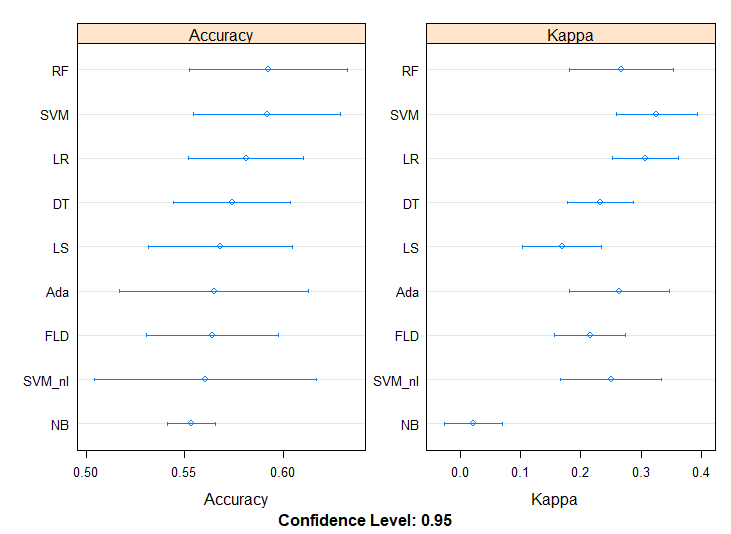 Accuracy
Kappa
RF
SVM
LR
DT
LS
Ada
FLD
SVM_nl
NB
RF
SVM
LR
DT
LS
Ada
FLD
SVM_nl
NB
0.50 0.55 0.60
0.0 0.1 0.2 0.3 0.4
Accuracy
Kappa
Confidence Level: 0.95